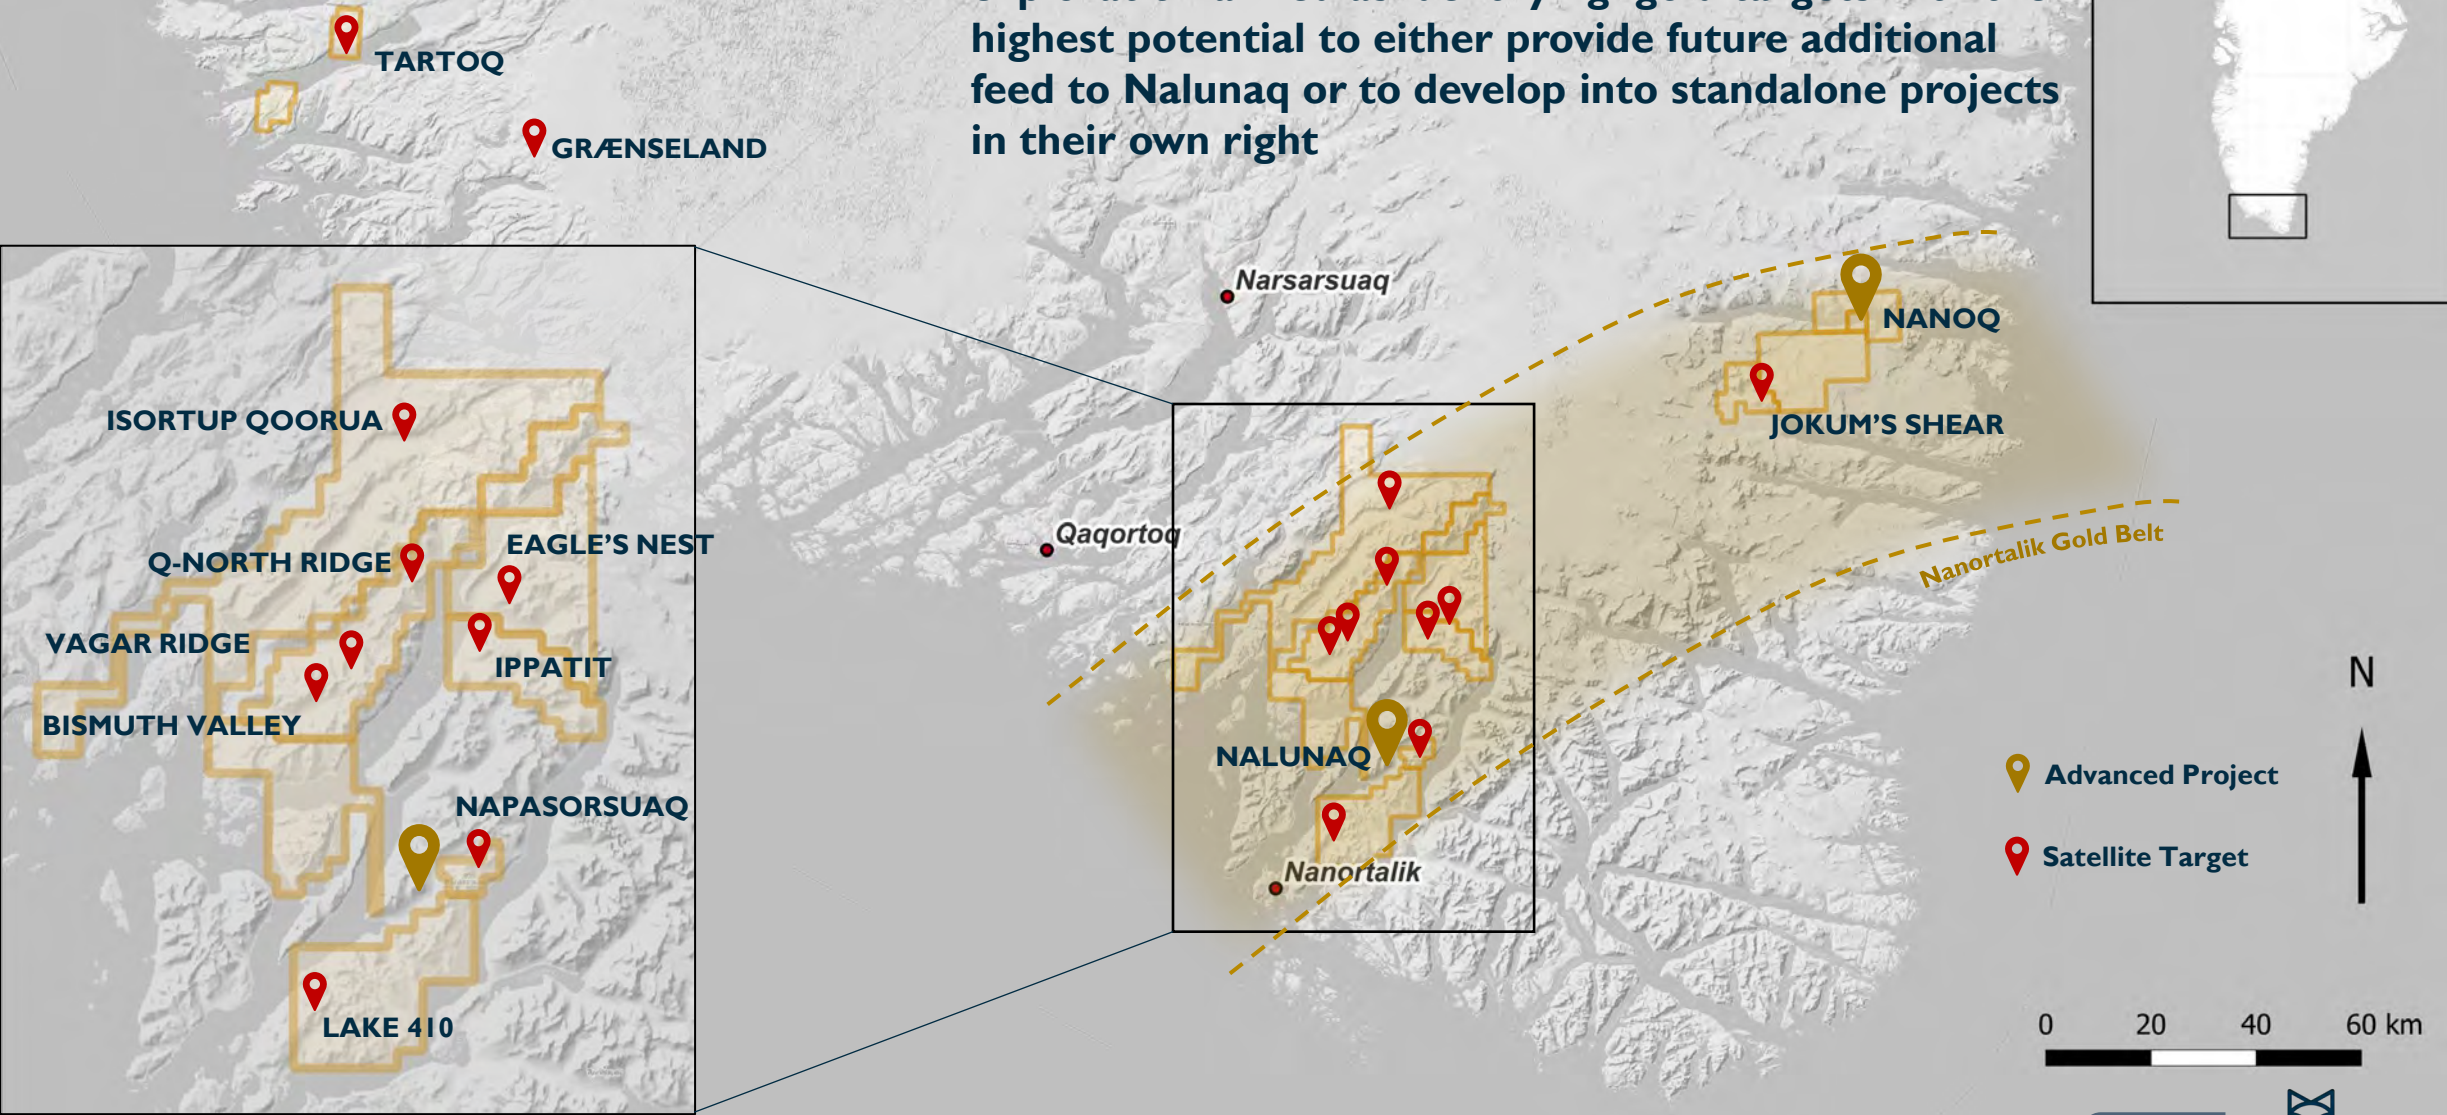 highest potential to either provide future additional
feed to Nalunaq or to develop into standalone projects
in their own right
TARTOQ
GRÆNSELAND
Narsarsuaq
NANOQ
JOKUM'S SHEAR
Qaqortoq
Nanortalik Gold Belt
NALUNAQ
Nanortalik
ISORTUP QOORUA
EAGLE'S NEST
Q-NORTH RIDGE
VAGAR RIDGE
IPPATIT
BISMUTH VALLEY
NAPASORSUAQ
LAKE 410
N
Advanced Project
Satellite Target
0 20 40 60 km